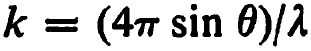 k = (4π sin θ)/λ